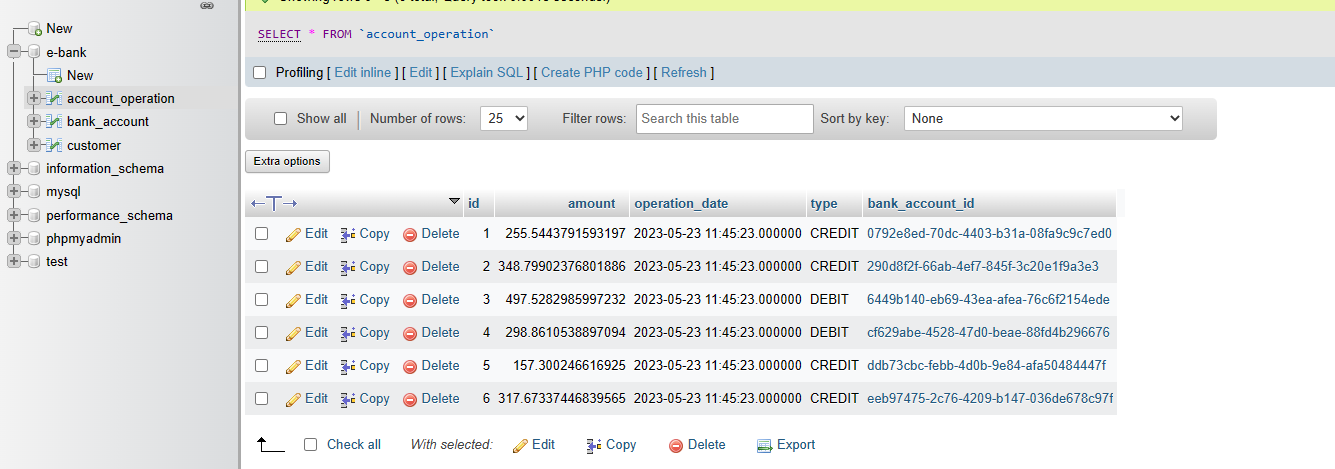 New
e-bank
New
account_operation
bank_account
customer
information_schema
mysql
performance_schema
phpmyadmin
test
SELECT * FROM `account_operation`
Profiling [ Edit inline ] [ Edit ] [ Explain SQL ] [ Create PHP code ] [ Refresh ]
Show all Number of rows: 25 Filter rows: Search this table Sort by key: None
Extra options
id amount operation_date type bank_account_id
Edit Copy Delete 1 255.5443791593197 2023-05-23 11:45:23.000000 CREDIT 0792e8ed-70dc-4403-b31a-08fa9c9c7ed0
Edit Copy Delete 2 348.79902376801886 2023-05-23 11:45:23.000000 CREDIT 290d8f2f-66ab-4ef7-845f-3c20e1f9a3e3
Edit Copy Delete 3 497.5282985997232 2023-05-23 11:45:23.000000 DEBIT 6449b140-eb69-43ea-afea-76c6f2154ede
Edit Copy Delete 4 298.8610538897094 2023-05-23 11:45:23.000000 DEBIT cf629abe-4528-47d0-beae-88fd4b296676
Edit Copy Delete 5 157.300246616925 2023-05-23 11:45:23.000000 CREDIT ddb73cbc-febb-4d0b-9e84-afa50484447f
Edit Copy Delete 6 317.67337446839565 2023-05-23 11:45:23.000000 CREDIT eeb97475-2c76-4209-b147-036de678c97f
Check all With selected: Edit Copy Delete Export